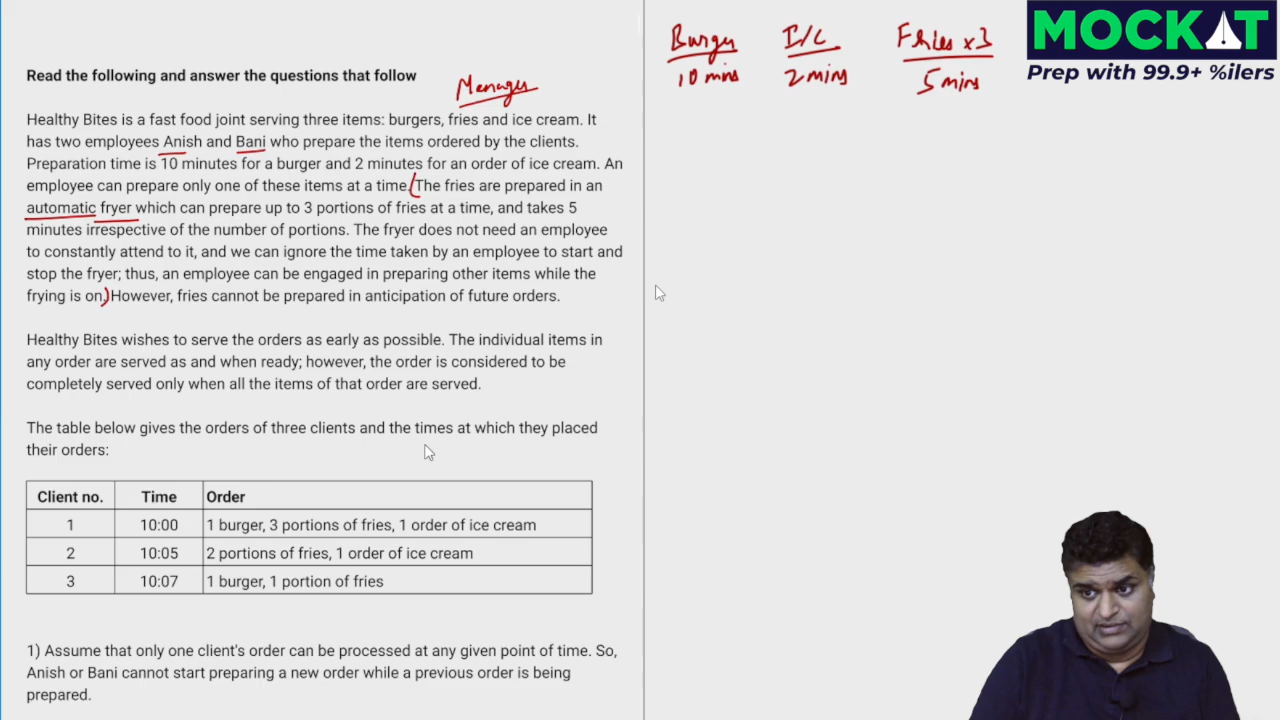 Burger I/C Fries x3
10 mins 2 mins 5 mins
MOCKAT
Prep with 99.9+ %ilers
Read the following and answer the questions that follow
Manager
Healthy Bites is a fast food joint serving three items: burgers, fries and ice cream. It
has two employees Anish and Bani who prepare the items ordered by the clients.
Preparation time is 10 minutes for a burger and 2 minutes for an order of ice cream. An
employee can prepare only one of these items at a time. (The fries are prepared in an
automatic fryer which can prepare up to 3 portions of fries at a time, and takes 5
minutes irrespective of the number of portions. The fryer does not need an employee
to constantly attend to it, and we can ignore the time taken by an employee to start and
stop the fryer; thus, an employee can be engaged in preparing other items while the
frying is on.) However, fries cannot be prepared in anticipation of future orders.
Healthy Bites wishes to serve the orders as early as possible. The individual items in
any order are served as and when ready; however, the order is considered to be
completely served only when all the items of that order are served.
The table below gives the orders of three clients and the times at which they placed
their orders:
Client no. Time Order
1 10:00 1 burger, 3 portions of fries, 1 order of ice cream
2 10:05 2 portions of fries, 1 order of ice cream
3 10:07 1 burger, 1 portion of fries
1) Assume that only one client's order can be processed at any given point of time. So,
Anish or Bani cannot start preparing a new order while a previous order is being
prepared.